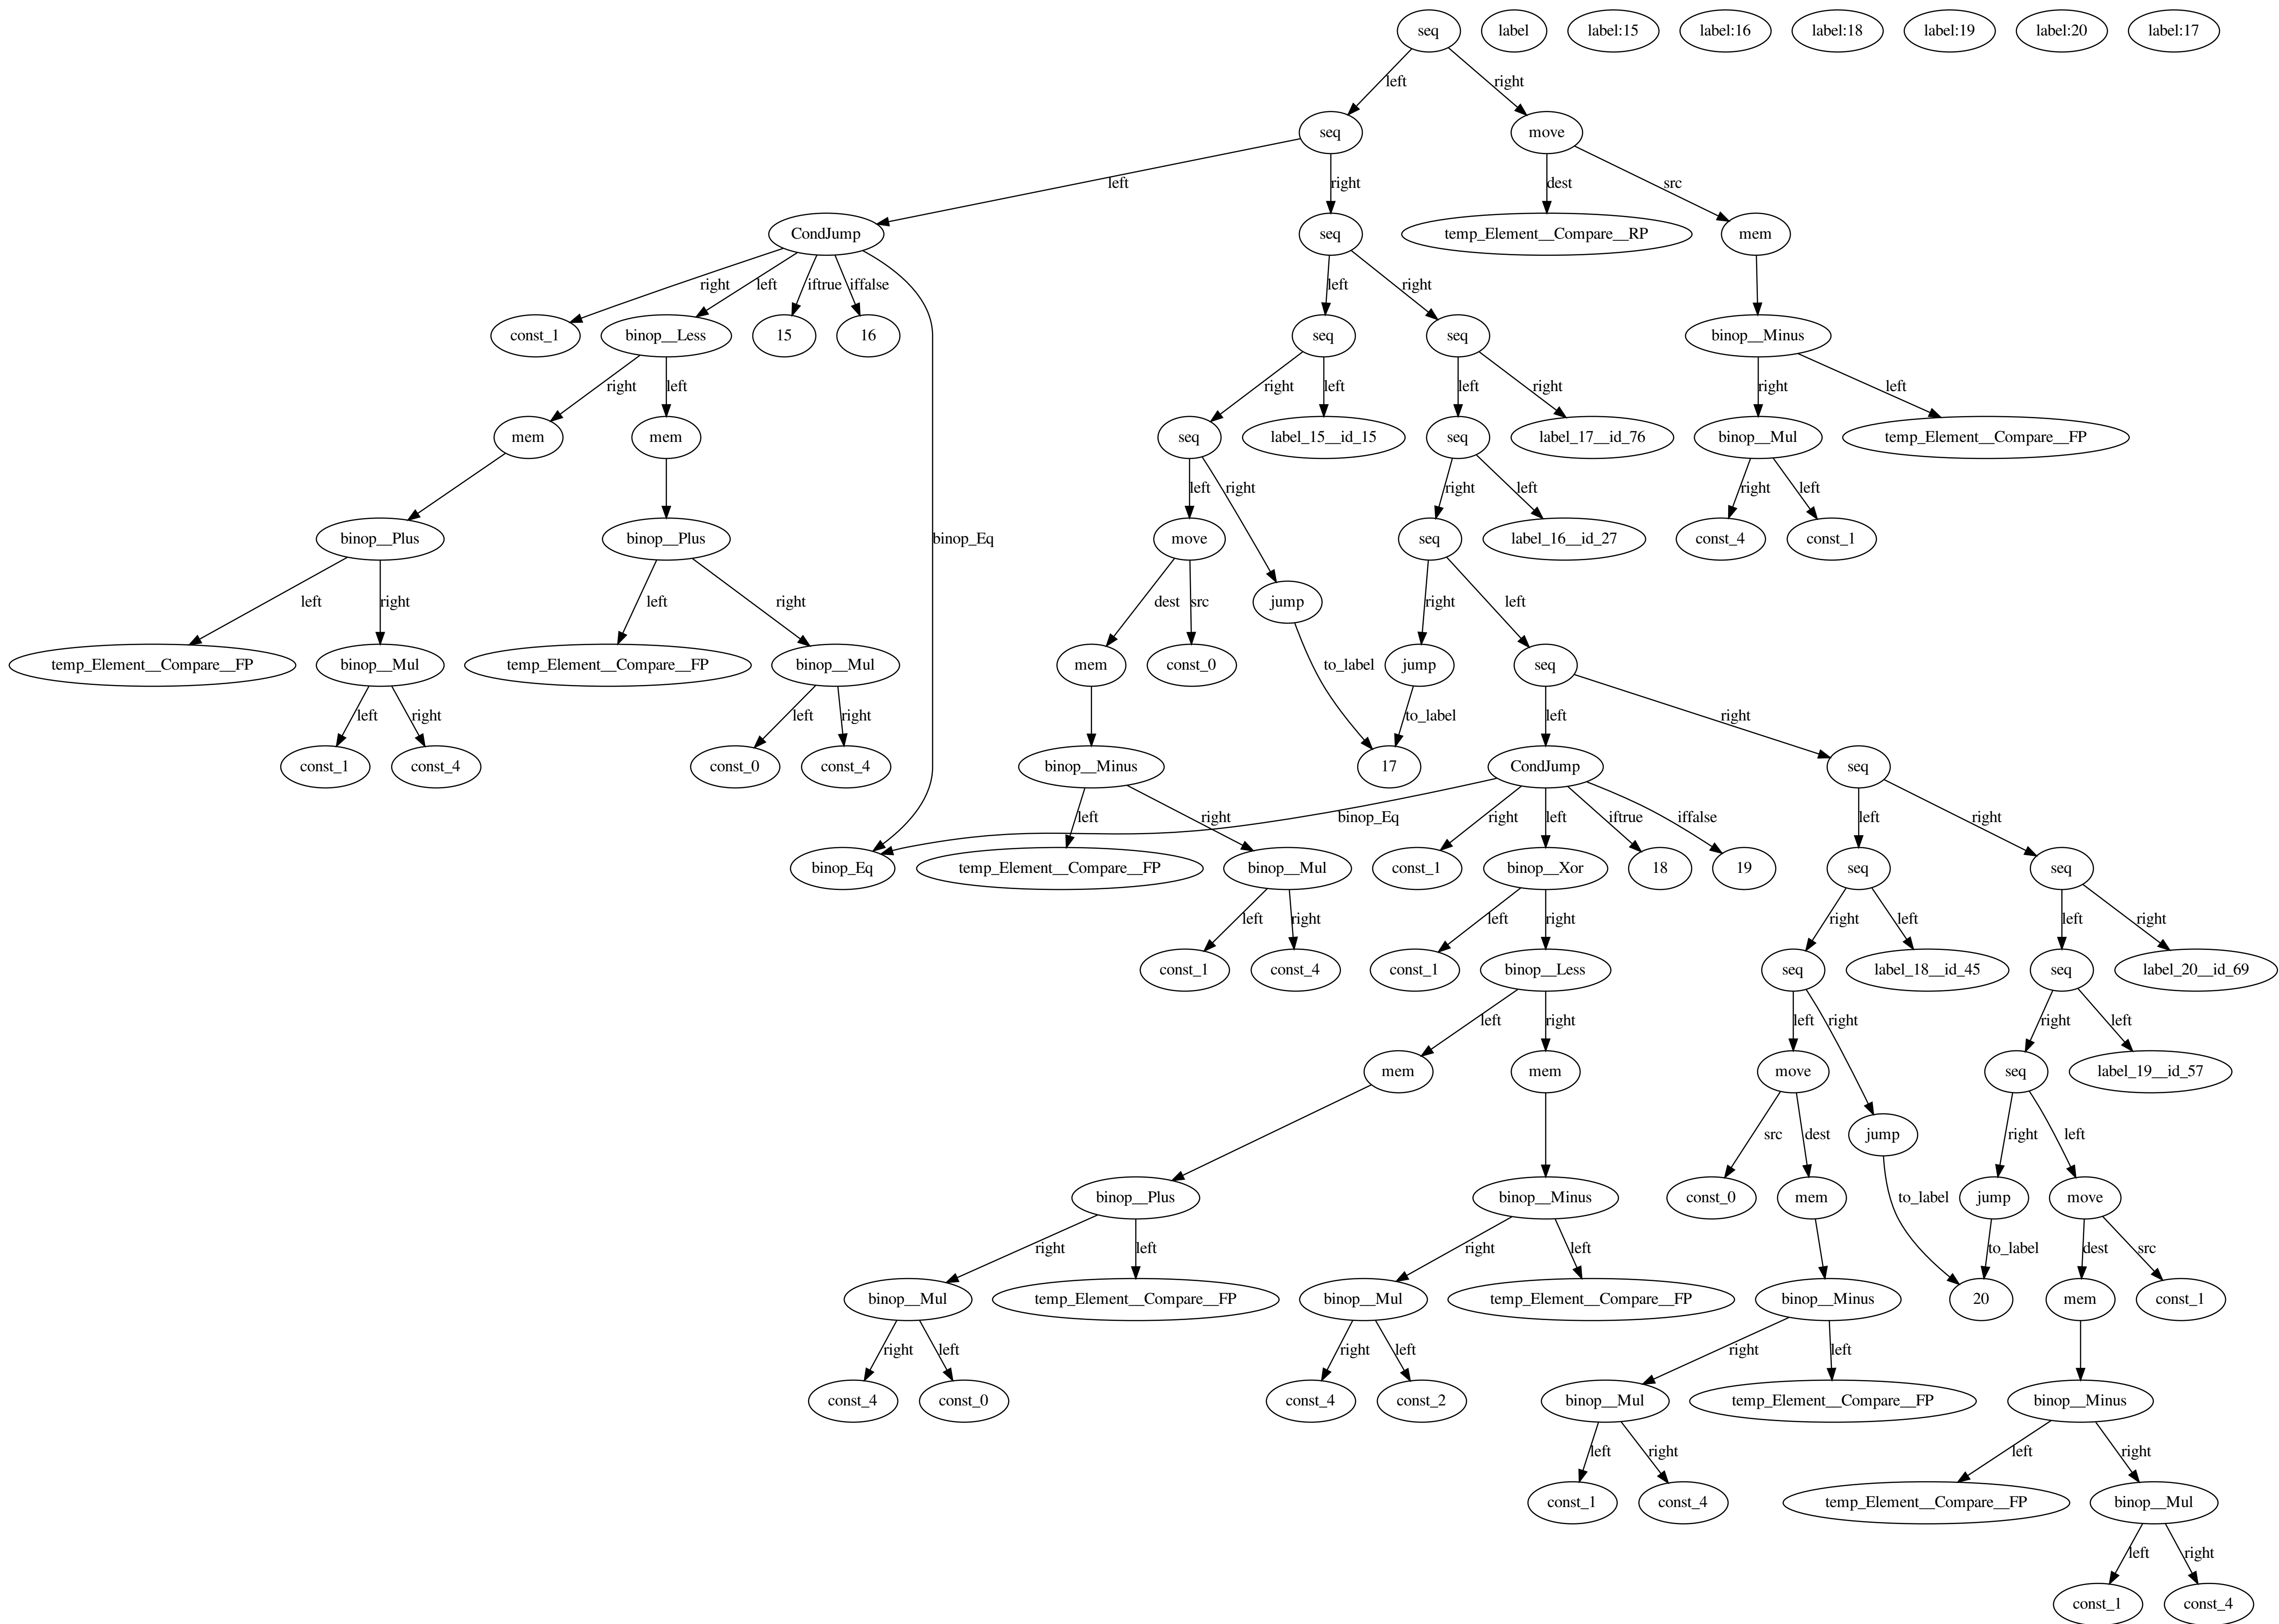 seq label label:15 label:16 label:18 label:19 label:20 label:17
left right
seq move
left right dest src
CondJump seq temp_Element__Compare__RP mem
right left iftrue iffalse left right
const_1 binop__Less 15 16 seq seq binop__Minus
right left right left left right right left
mem mem seq label_15__id_15 seq label_17__id_76 binop__Mul temp_Element__Compare__FP
left right right left right left
binop__Plus binop__Plus binop_Eq move seq label_16__id_27 const_4 const_1
left right left right dest src jump right left
temp_Element__Compare__FP binop__Mul temp_Element__Compare__FP binop__Mul mem const_0 to_label jump seq
left right left right to_label left right
const_1 const_4 const_0 const_4 binop__Minus 17 CondJump seq
left right binop_Eq right left iftrue iffalse left right
binop_Eq temp_Element__Compare__FP binop__Mul const_1 binop__Xor 18 19 seq seq
left right left right right left left right
const_1 const_4 const_1 binop__Less seq label_18__id_45 seq label_20__id_69
left right left right right left
mem mem move seq label_19__id_57
src dest jump right left
binop__Plus binop__Minus const_0 mem to_label jump move
right left right left to_label dest src
binop__Mul temp_Element__Compare__FP binop__Mul temp_Element__Compare__FP binop__Minus 20 mem const_1
right left right left right left
const_4 const_0 const_4 const_2 binop__Mul temp_Element__Compare__FP binop__Minus
left right left right
const_1 const_4 temp_Element__Compare__FP binop__Mul
left right
const_1 const_4